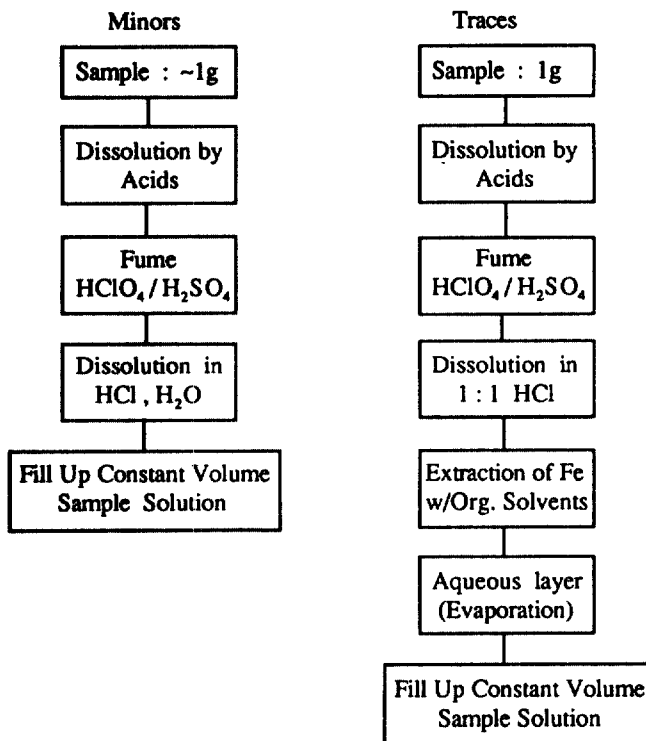 Minors
Sample : ~1g
Dissolution by
Acids
Fume
HClO₄ / H₂SO₄
Dissolution in
HCl , H₂O
Fill Up Constant Volume
Sample Solution
Traces
Sample : 1g
Dissolution by
Acids
Fume
HClO₄ / H₂SO₄
Dissolution in
1 : 1 HCl
Extraction of Fe
w/Org. Solvents
Aqueous layer
(Evaporation)
Fill Up Constant Volume
Sample Solution